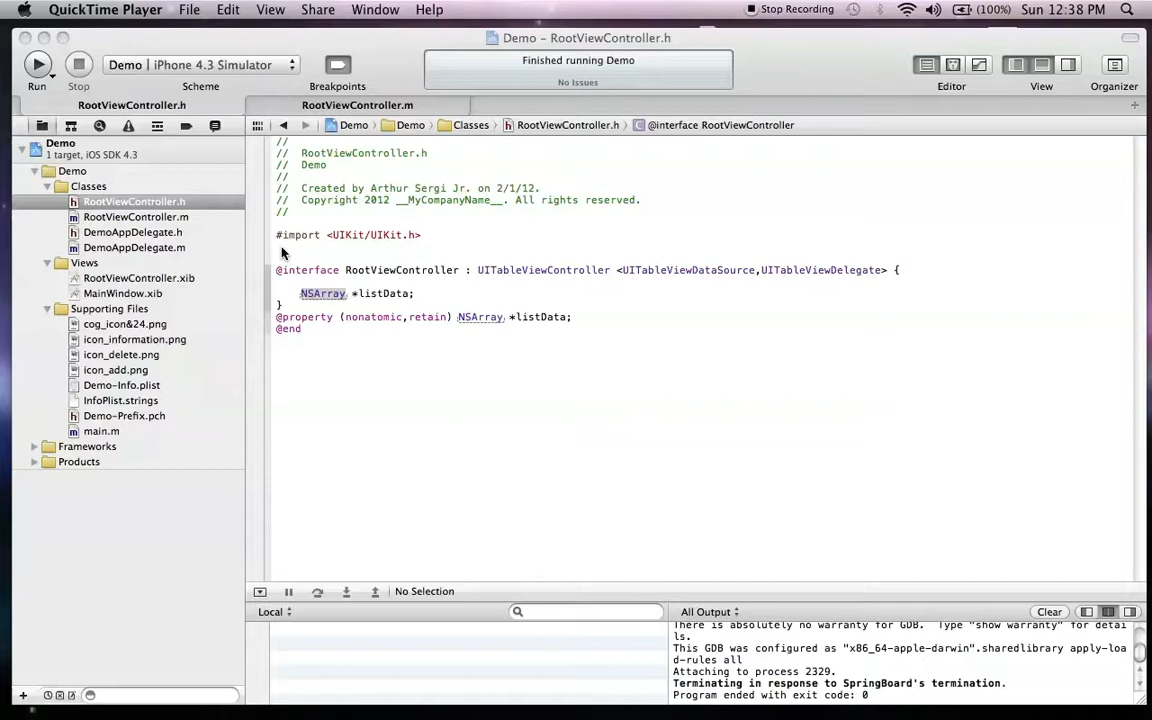 QuickTime Player File Edit View Share Window Help Stop Recording (100%) Sun 12:38 PM
Demo – RootViewController.h
Run Stop
Demo | iPhone 4.3 Simulator
Scheme
Breakpoints
Finished running Demo
No Issues
Editor View Organizer
RootViewController.h RootViewController.m
Demo Demo Classes RootViewController.h @interface RootViewController
Demo
1 target, iOS SDK 4.3
Demo
Classes
RootViewController.h
RootViewController.m
DemoAppDelegate.h
DemoAppDelegate.m
Views
RootViewController.xib
MainWindow.xib
Supporting Files
cog_icon&24.png
icon_information.png
icon_delete.png
icon_add.png
Demo-Info.plist
InfoPlist.strings
Demo-Prefix.pch
main.m
Frameworks
Products
//
// RootViewController.h
// Demo
//
// Created by Arthur Sergi Jr. on 2/1/12.
// Copyright 2012 __MyCompanyName__. All rights reserved.
//
#import <UIKit/UIKit.h>
@interface RootViewController : UITableViewController <UITableViewDataSource,UITableViewDelegate> {
NSArray *listData;
}
@property (nonatomic,retain) NSArray *listData;
@end
No Selection
Local All Output Clear
There is absolutely no warranty for GDB. Type "show warranty" for detai
ls.
This GDB was configured as "x86_64-apple-darwin".sharedlibrary apply-loa
d-rules all
Attaching to process 2329.
Terminating in response to SpringBoard's termination.
Program ended with exit code: 0